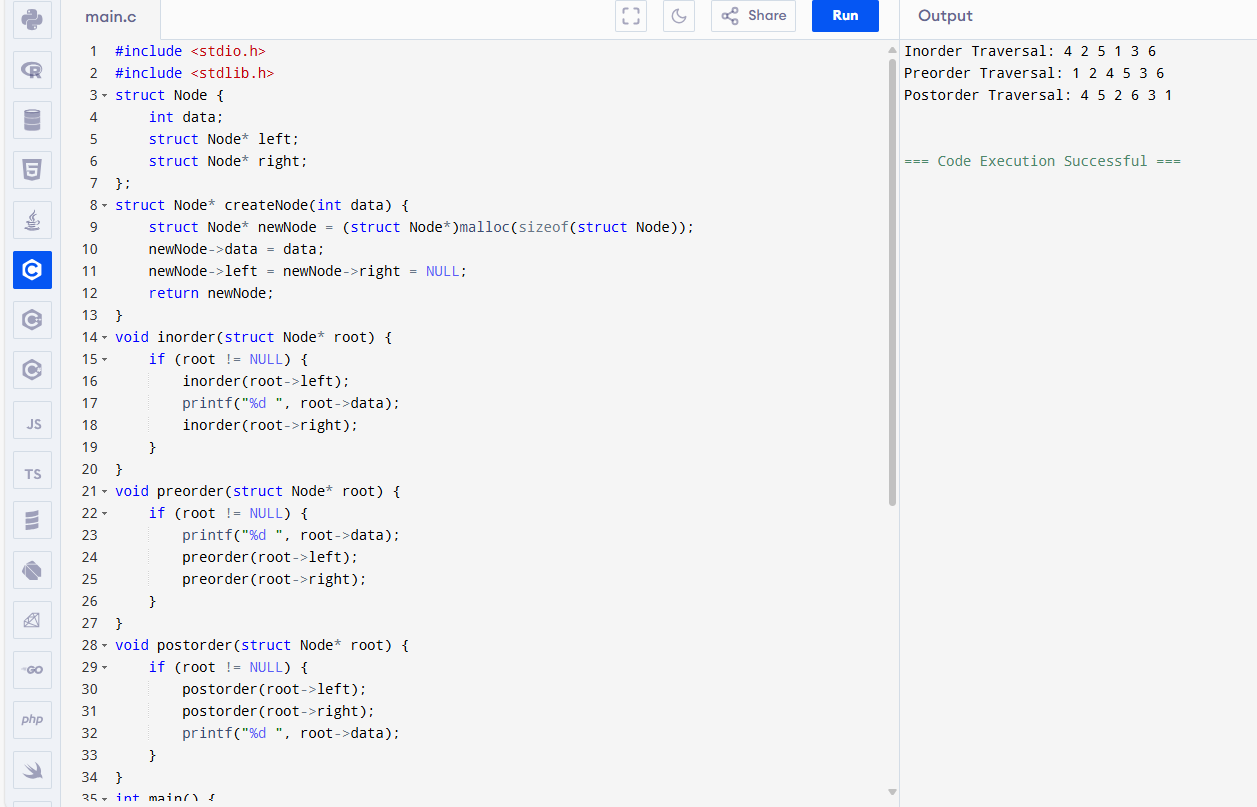 main.c
Share
Run
Output
1 #include <stdio.h>
2 #include <stdlib.h>
3 struct Node {
4     int data;
5     struct Node* left;
6     struct Node* right;
7 };
8 struct Node* createNode(int data) {
9     struct Node* newNode = (struct Node*)malloc(sizeof(struct Node));
10     newNode->data = data;
11     newNode->left = newNode->right = NULL;
12     return newNode;
13 }
14 void inorder(struct Node* root) {
15     if (root != NULL) {
16         inorder(root->left);
17         printf("%d ", root->data);
18         inorder(root->right);
19     }
20 }
21 void preorder(struct Node* root) {
22     if (root != NULL) {
23         printf("%d ", root->data);
24         preorder(root->left);
25         preorder(root->right);
26     }
27 }
28 void postorder(struct Node* root) {
29     if (root != NULL) {
30         postorder(root->left);
31         postorder(root->right);
32         printf("%d ", root->data);
33     }
34 }
35 int main() {
Inorder Traversal: 4 2 5 1 3 6
Preorder Traversal: 1 2 4 5 3 6
Postorder Traversal: 4 5 2 6 3 1
=== Code Execution Successful ===
JS
TS
GO
php